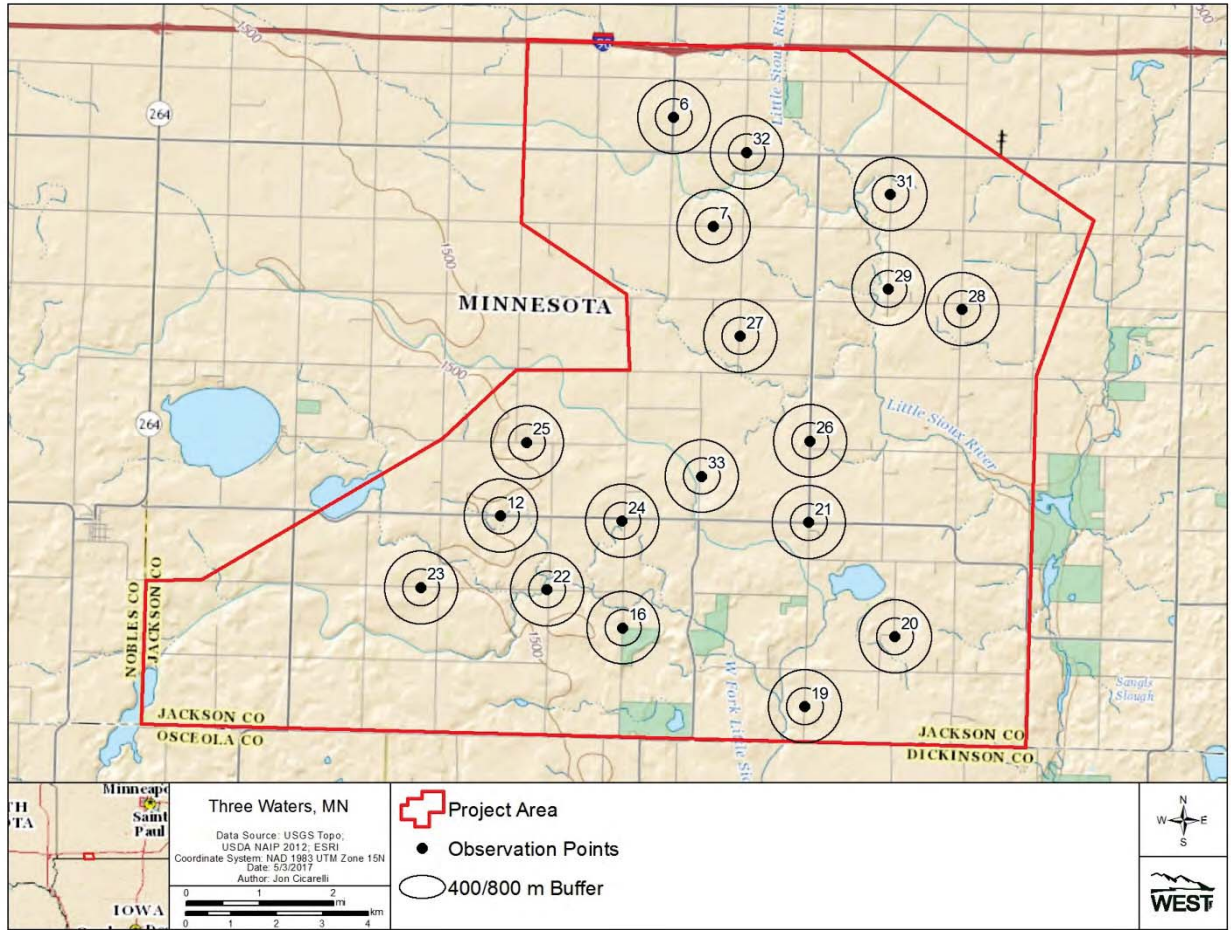 1500
90
Little Sioux River
1500
264
6
32
31
7
1500
29
28
MINNESOTA
27
264
Little Sioux River
25
26
33
12
24
21
23
22
16
20
NOBLES CO
JACKSON CO
1500
W Fork Little
Sangls
Slough
19
JACKSON CO
OSCEOLA CO
JACKSON CO
DICKINSON CO
Saint
Paul
IOWA
Three Waters, MN
Data Source: USGS Topo;
USDA NAIP 2012; ESRI
Coordinate System: NAD 1983 UTM Zone 15N
Date: 5/3/2017
Author: Jon Cicarelli
0 1 2
mi
km
0 1 2 3 4
Project Area
Observation Points
400/800 m Buffer
N
W E
S
WEST